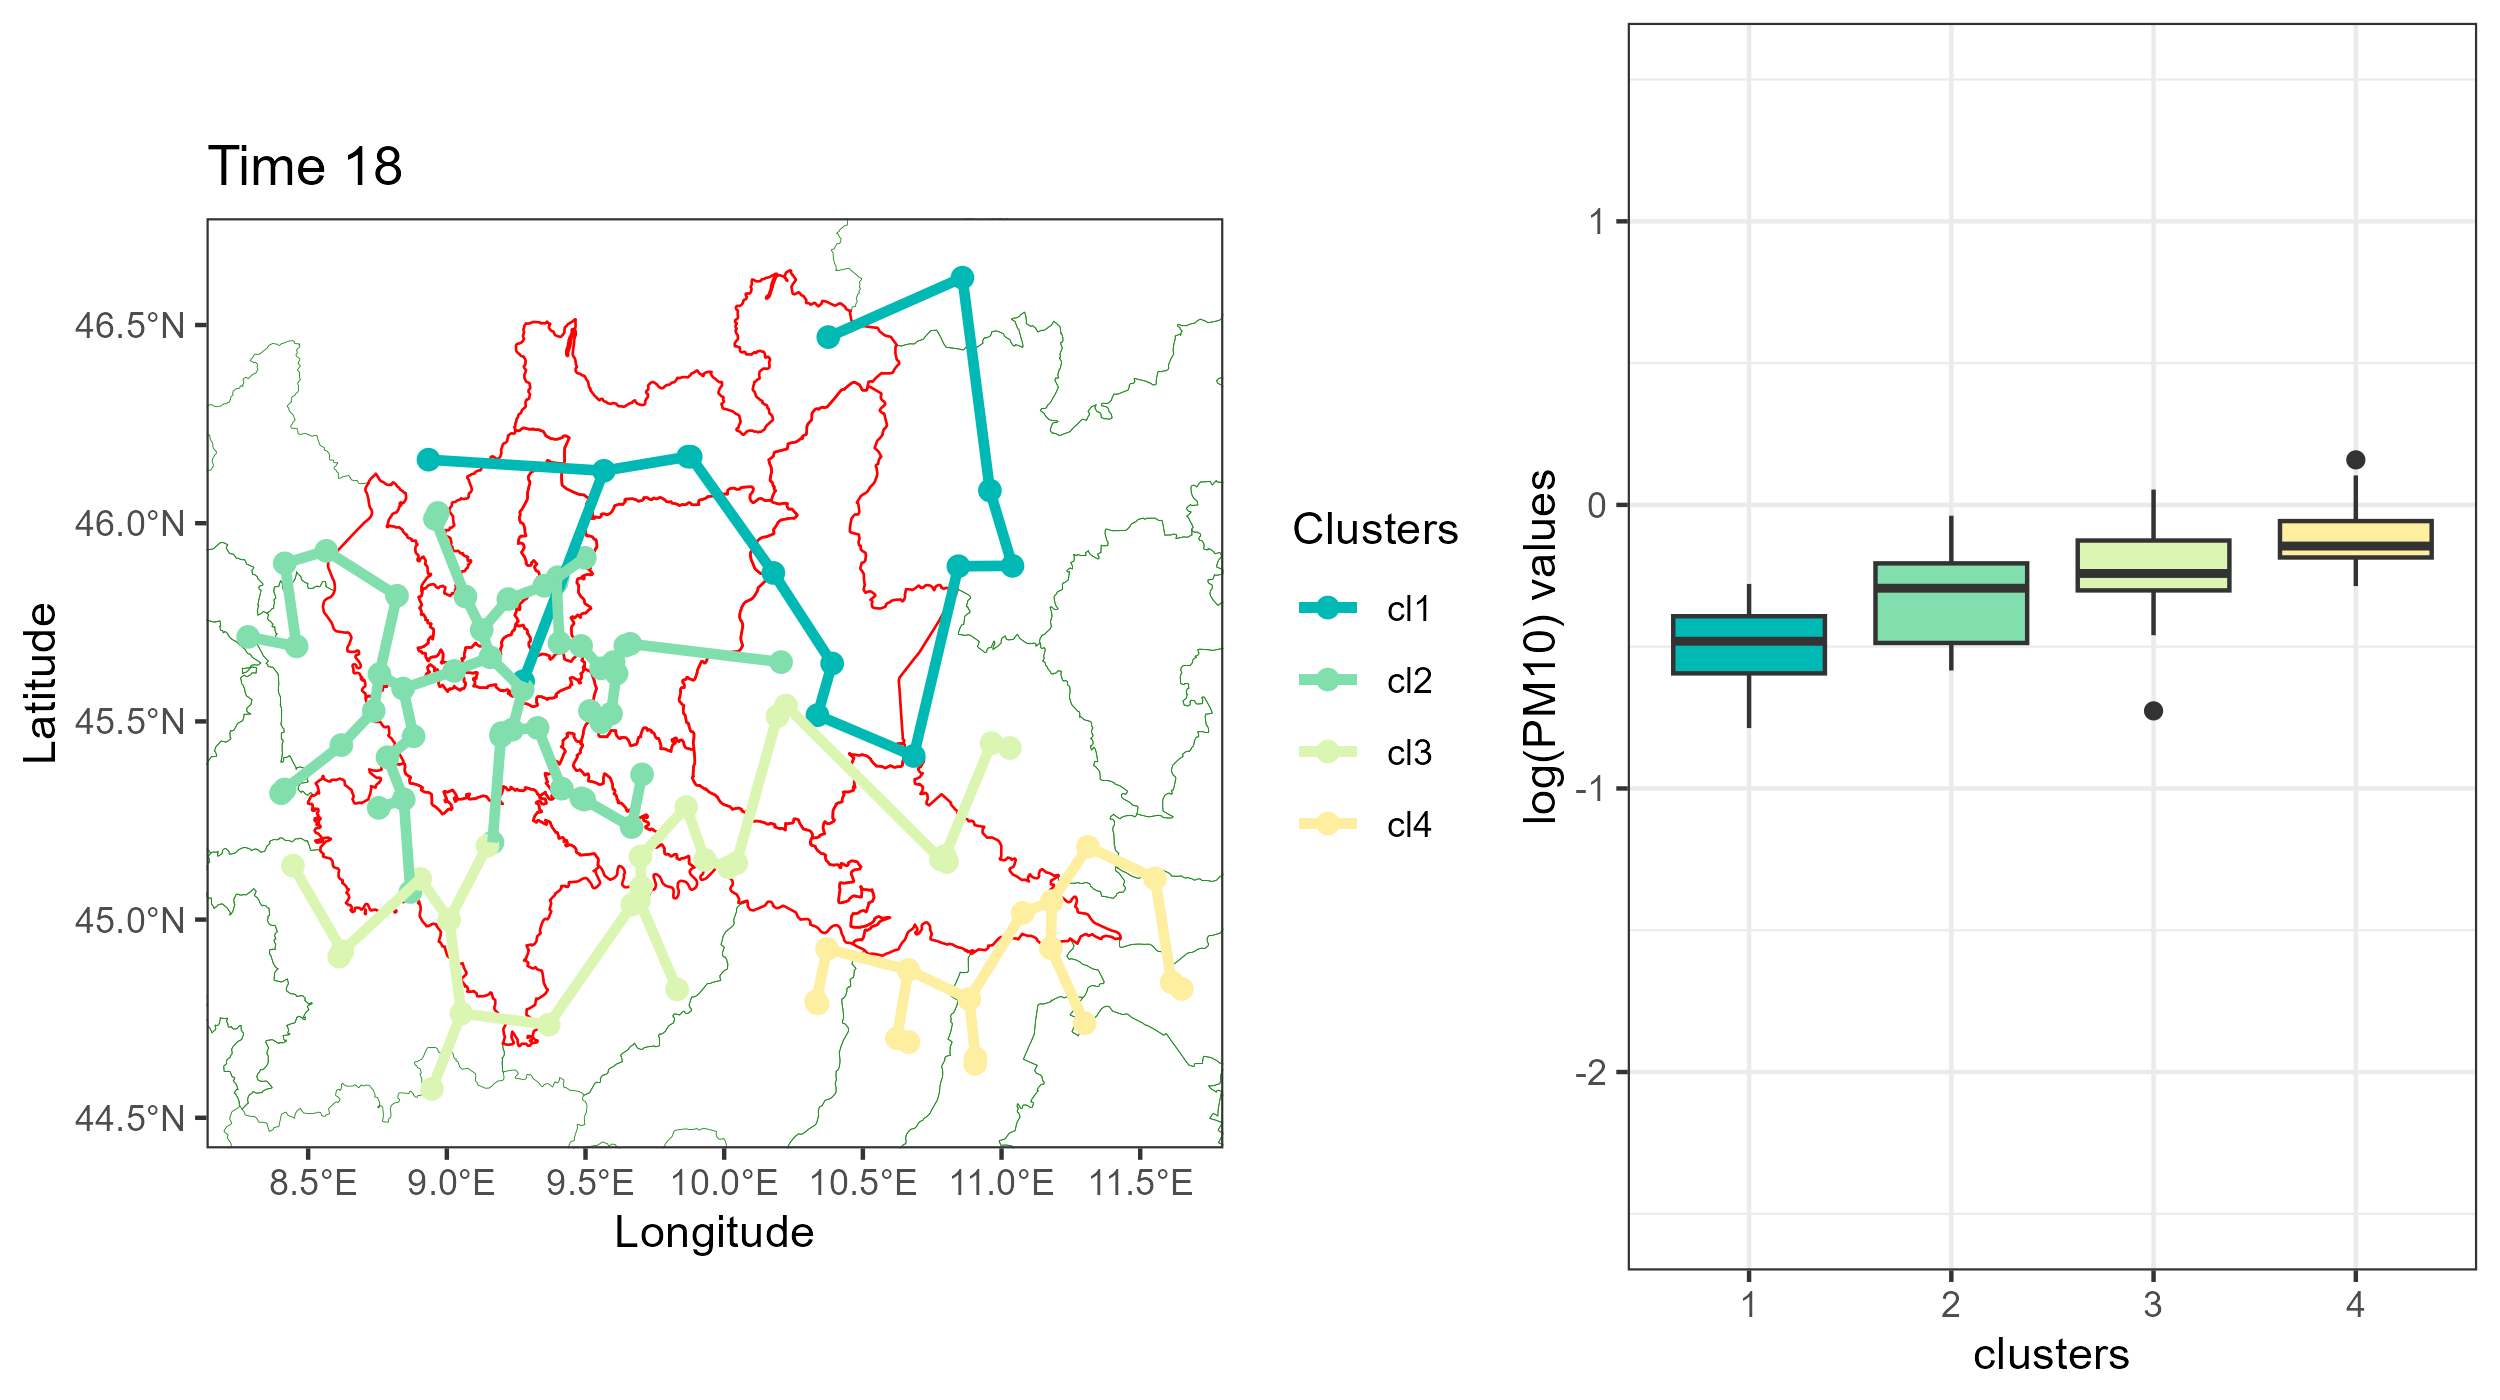 Time 18
46.5°N
46.0°N
45.5°N
45.0°N
44.5°N
Latitude
8.5°E 9.0°E 9.5°E 10.0°E 10.5°E 11.0°E 11.5°E
Longitude
Clusters
cl1
cl2
cl3
cl4
log(PM10) values
1
0
-1
-2
1 2 3 4
clusters